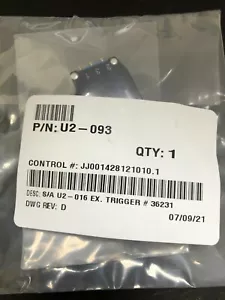 P/N: U2-093
QTY: 1
CONTROL #: JJ001428121010.1
DESC: S/A U2-016 EX. TRIGGER # 36231
DWG REV: D
07/09/21